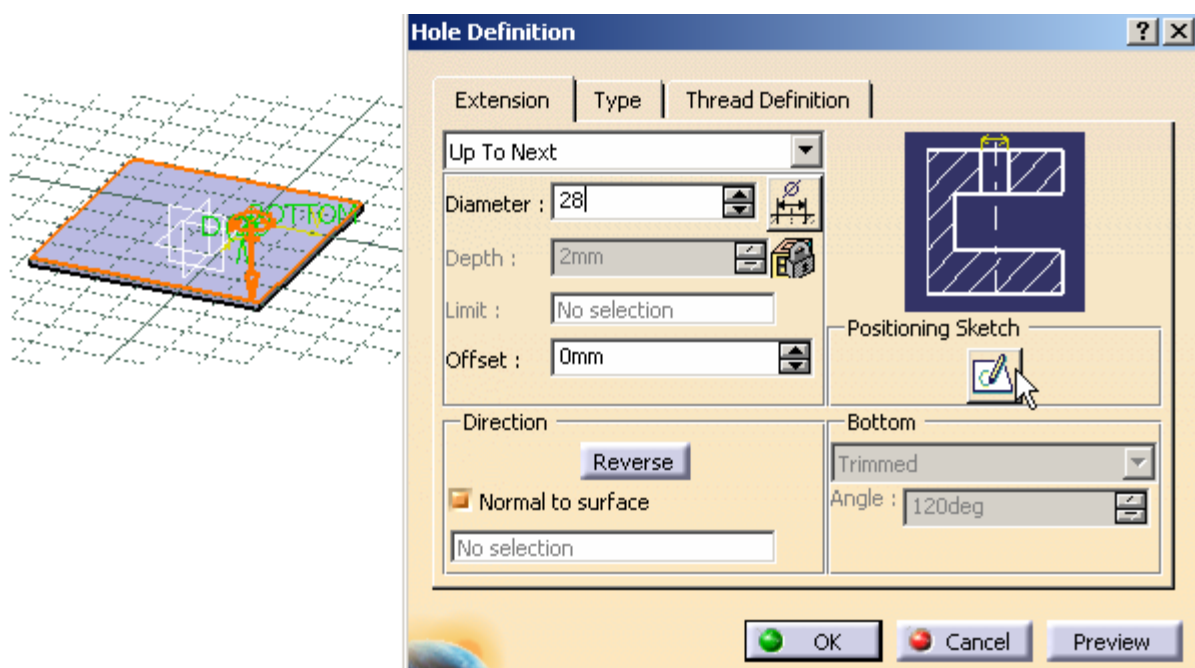 Hole Definition
Extension Type Thread Definition
Up To Next
Diameter : 28
Depth : 2mm
Limit : No selection
Offset : 0mm
Positioning Sketch
Direction
Reverse
Normal to surface
No selection
Bottom
Trimmed
Angle : 120deg
OK Cancel Preview
BOTTOM